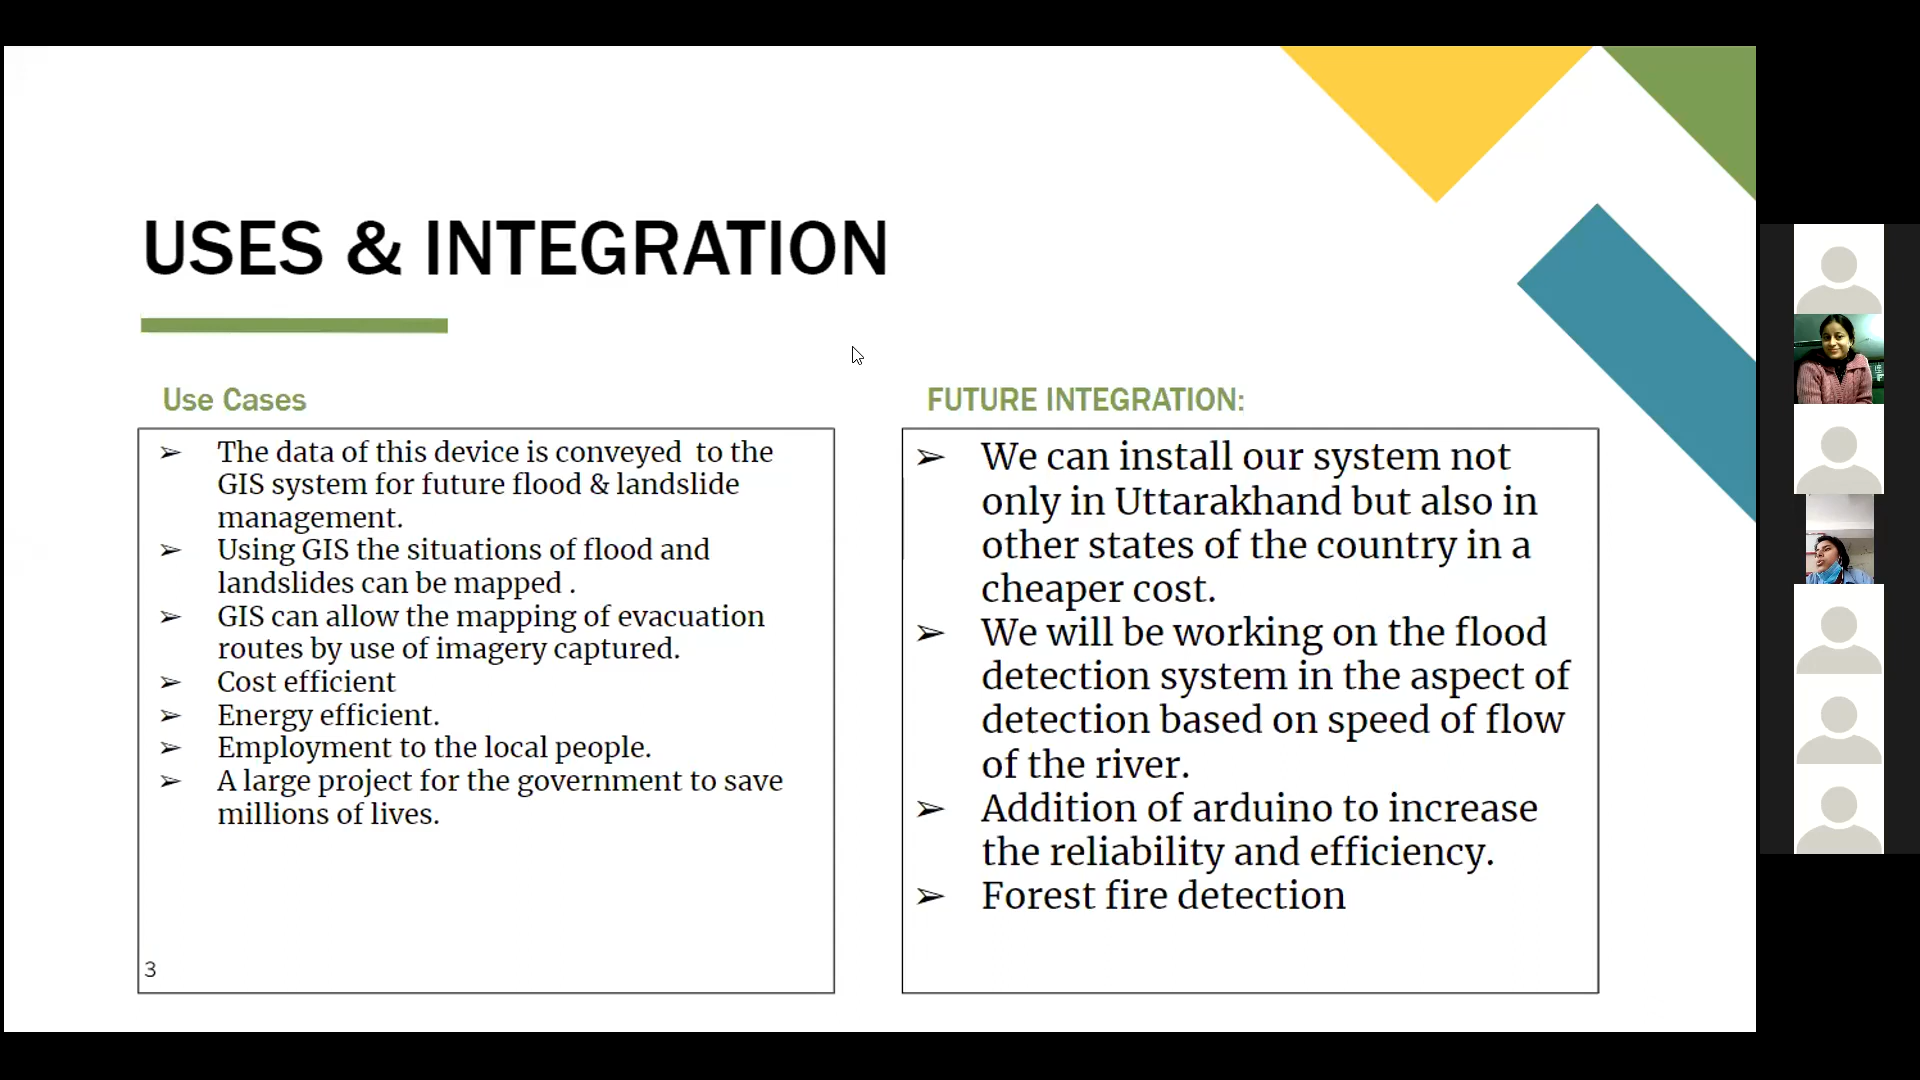 USES & INTEGRATION
Use Cases
➢ The data of this device is conveyed  to the
GIS system for future flood & landslide
management.
➢ Using GIS the situations of flood and
landslides can be mapped .
➢ GIS can allow the mapping of evacuation
routes by use of imagery captured.
➢ Cost efficient
➢ Energy efficient.
➢ Employment to the local people.
➢ A large project for the government to save
millions of lives.
3
FUTURE INTEGRATION:
➢ We can install our system not
only in Uttarakhand but also in
other states of the country in a
cheaper cost.
➢ We will be working on the flood
detection system in the aspect of
detection based on speed of flow
of the river.
➢ Addition of arduino to increase
the reliability and efficiency.
➢ Forest fire detection